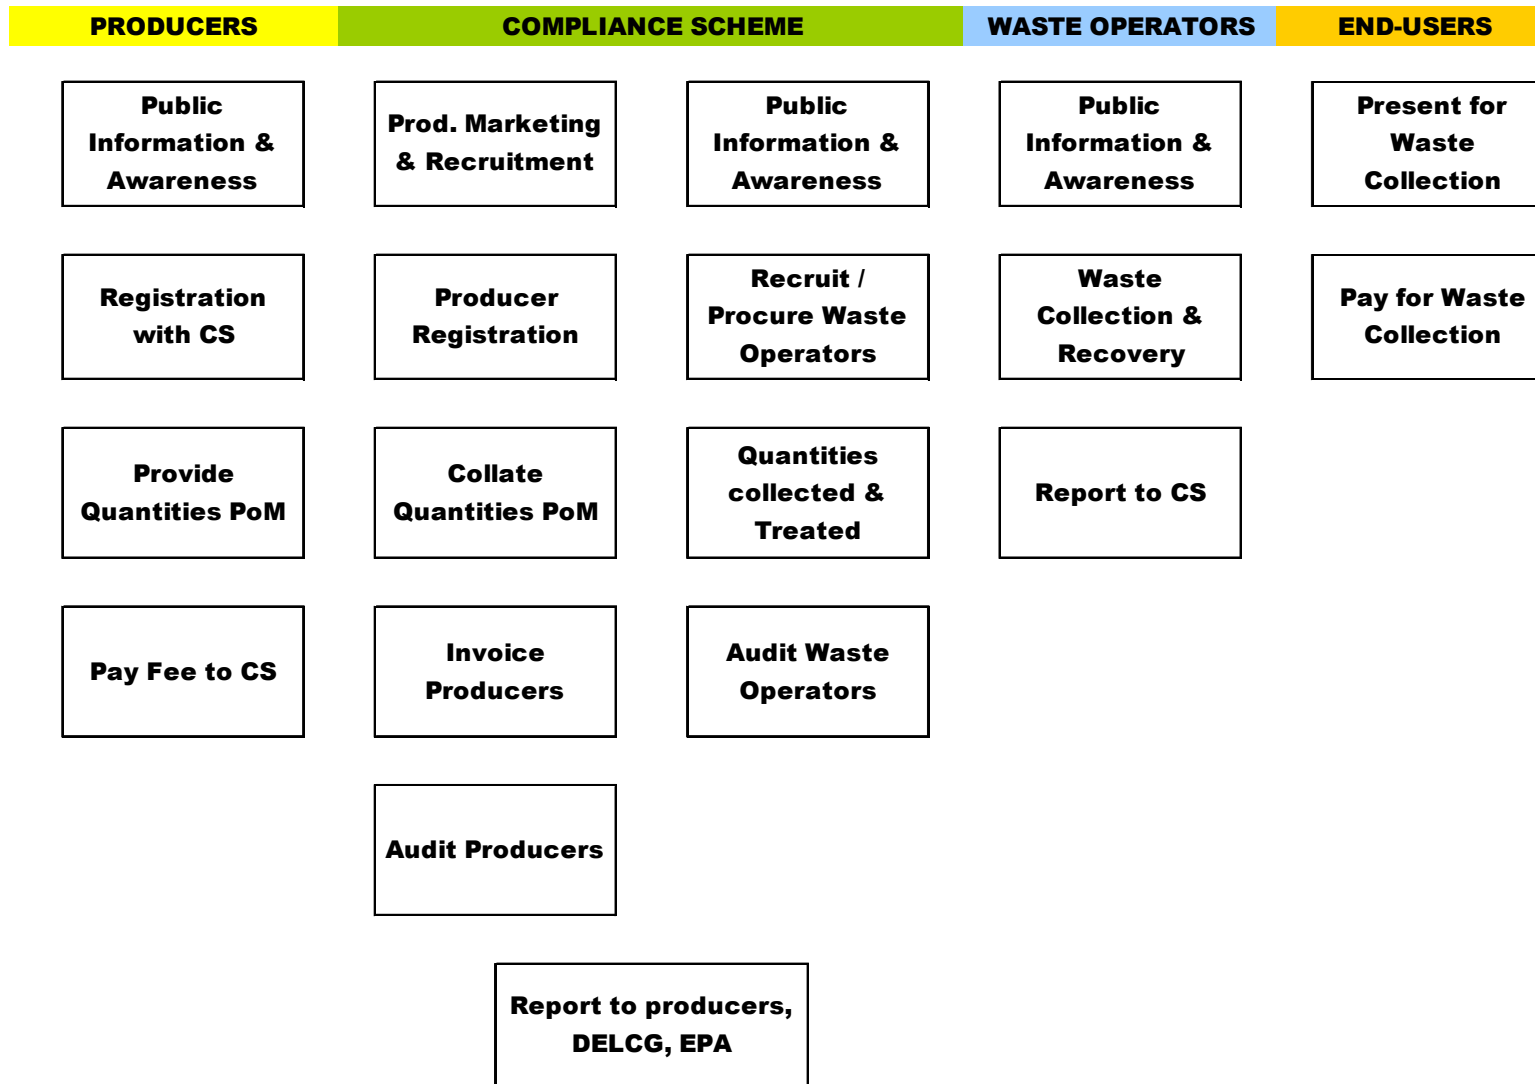 PRODUCERS
COMPLIANCE SCHEME
WASTE OPERATORS
END-USERS
Public
Information &
Awareness
Prod. Marketing
& Recruitment
Public
Information &
Awareness
Public
Information &
Awareness
Present for
Waste
Collection
Registration
with CS
Producer
Registration
Recruit /
Procure Waste
Operators
Waste
Collection &
Recovery
Pay for Waste
Collection
Provide
Quantities PoM
Collate
Quantities PoM
Quantities
collected &
Treated
Report to CS
Pay Fee to CS
Invoice
Producers
Audit Waste
Operators
Audit Producers
Report to producers,
DELCG, EPA